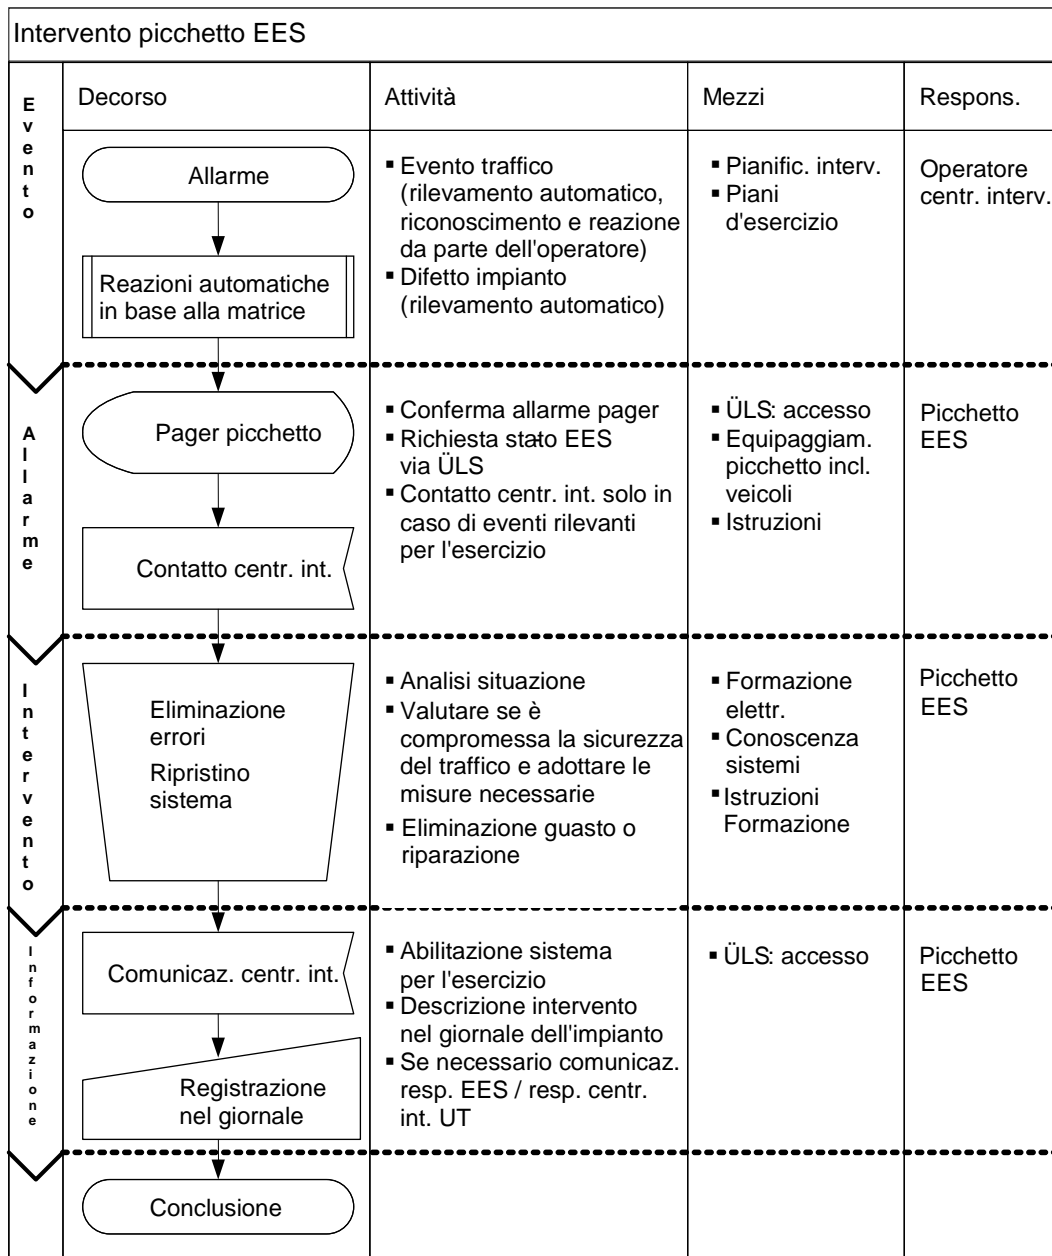 Intervento picchetto EES
Evento
Decorso
Attività
Mezzi
Respons.
Allarme
Reazioni automatiche
in base alla matrice
▪ Evento traffico
(rilevamento automatico,
riconoscimento e reazione
da parte dell'operatore)
▪ Difetto impianto
(rilevamento automatico)
▪ Pianific. interv.
▪ Piani
d'esercizio
Operatore
centr. interv.
Allarme
Pager picchetto
Contatto centr. int.
▪ Conferma allarme pager
▪ Richiesta stato EES
via ÜLS
▪ Contatto centr. int. solo in
caso di eventi rilevanti
per l'esercizio
▪ ÜLS: accesso
▪ Equipaggiam.
picchetto incl.
veicoli
▪ Istruzioni
Picchetto
EES
Intervento
Eliminazione
errori
Ripristino
sistema
▪ Analisi situazione
▪ Valutare se è
compromessa la sicurezza
del traffico e adottare le
misure necessarie
▪ Eliminazione guasto o
riparazione
▪ Formazione
elettr.
▪ Conoscenza
sistemi
▪ Istruzioni
Formazione
Picchetto
EES
Informazione
Comunicaz. centr. int.
Registrazione
nel giornale
▪ Abilitazione sistema
per l'esercizio
▪ Descrizione intervento
nel giornale dell'impianto
▪ Se necessario comunicaz.
resp. EES / resp. centr.
int. UT
▪ ÜLS: accesso
Picchetto
EES
Conclusione